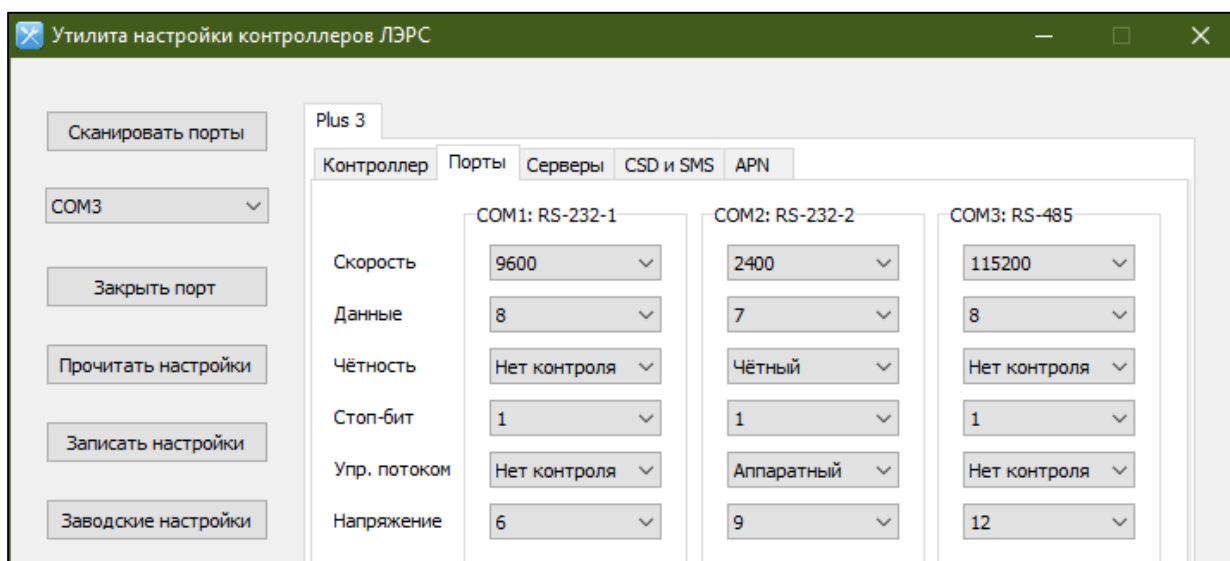 Утилита настройки контроллеров ЛЭРС
Сканировать порты
COM3
Закрыть порт
Прочитать настройки
Записать настройки
Заводские настройки
Plus 3
Контроллер Порты Серверы CSD и SMS APN
COM1: RS-232-1 COM2: RS-232-2 COM3: RS-485
Скорость 9600 2400 115200
Данные 8 7 8
Чётность Нет контроля Чётный Нет контроля
Стоп-бит 1 1 1
Упр. потоком Нет контроля Аппаратный Нет контроля
Напряжение 6 9 12